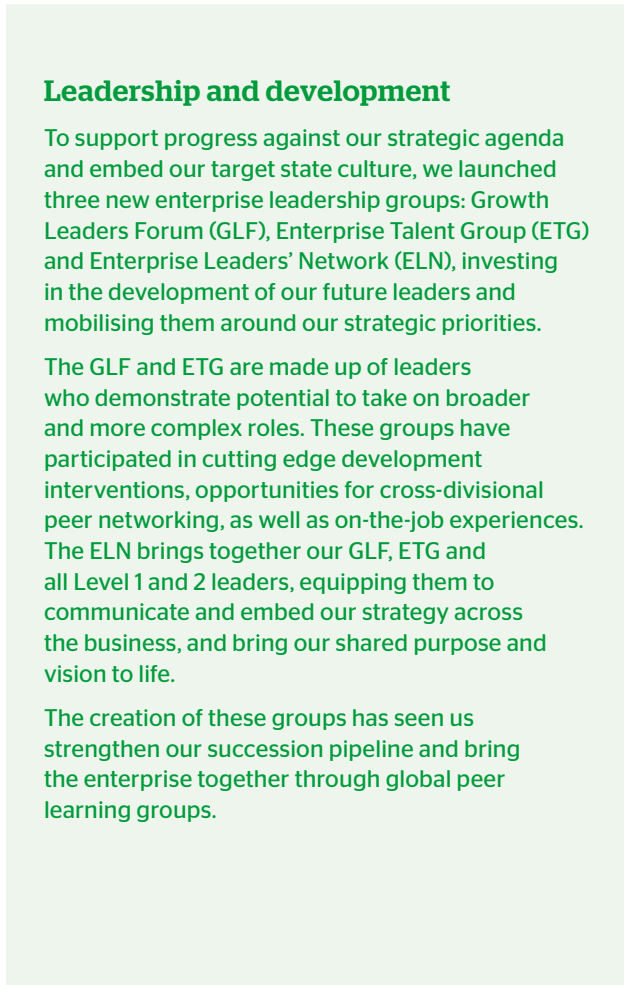 Leadership and development
To support progress against our strategic agenda
and embed our target state culture, we launched
three new enterprise leadership groups: Growth
Leaders Forum (GLF), Enterprise Talent Group (ETG)
and Enterprise Leaders’ Network (ELN), investing
in the development of our future leaders and
mobilising them around our strategic priorities.
The GLF and ETG are made up of leaders
who demonstrate potential to take on broader
and more complex roles. These groups have
participated in cutting edge development
interventions, opportunities for cross-divisional
peer networking, as well as on-the-job experiences.
The ELN brings together our GLF, ETG and
all Level 1 and 2 leaders, equipping them to
communicate and embed our strategy across
the business, and bring our shared purpose and
vision to life.
The creation of these groups has seen us
strengthen our succession pipeline and bring
the enterprise together through global peer
learning groups.